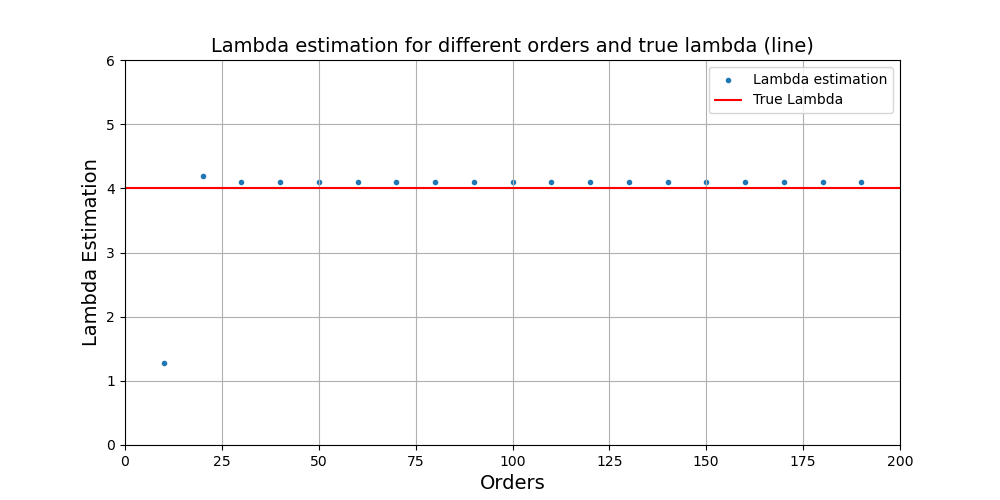 Lambda estimation for different orders and true lambda (line)
Lambda estimation
True Lambda
Lambda Estimation
6
5
4
3
2
1
0
0 25 50 75 100 125 150 175 200
Orders